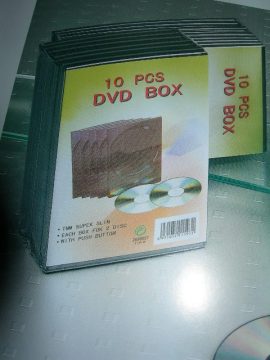 10 PCS
DVD BOX
• 7MM SUPER SLIM
• EACH BOX FOR 2 DISC
• WITH PUSH BUTTON
10 PCS
DVD BOX